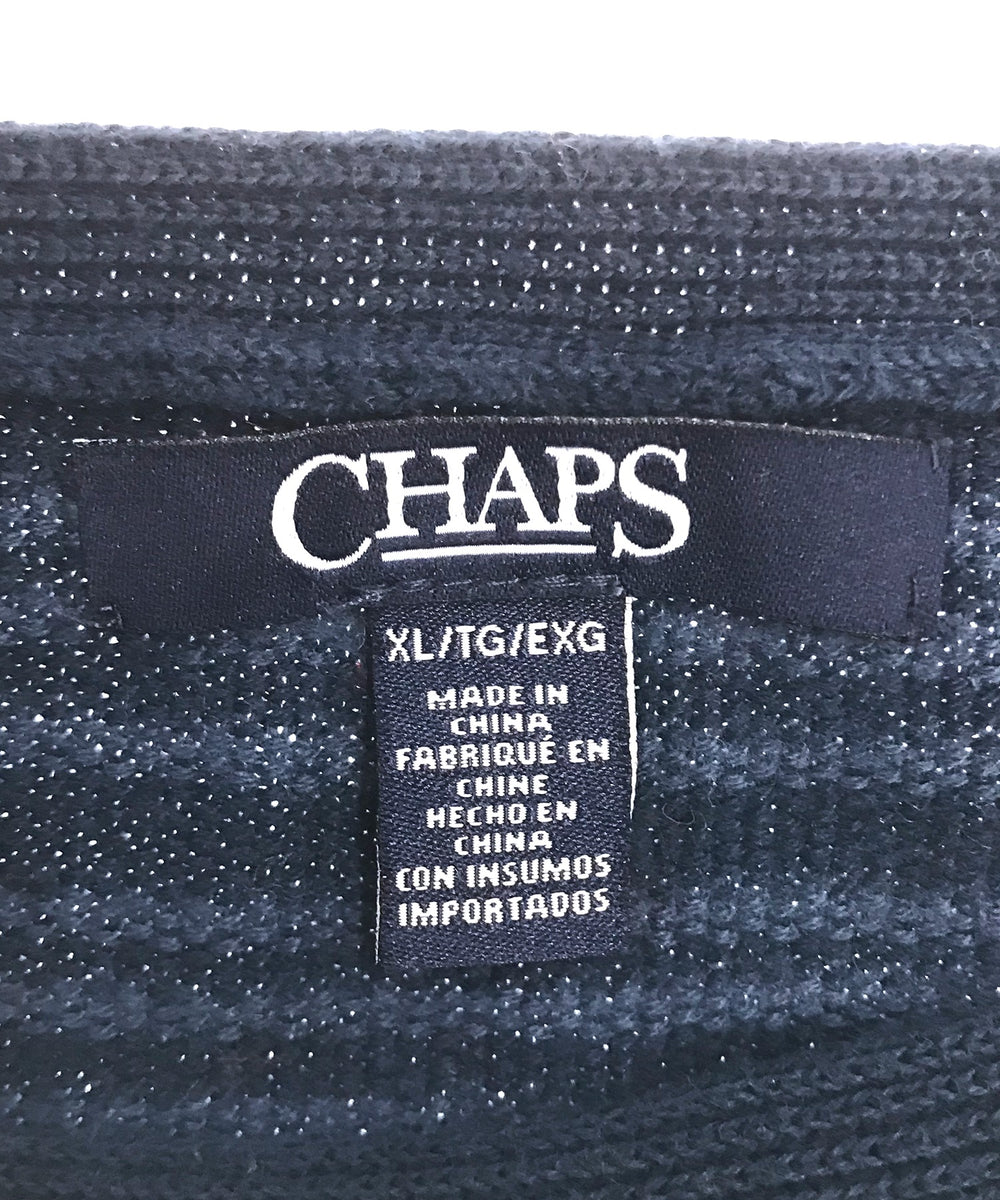 CHAPS
XL/TG/EXG
MADE IN
CHINA
FABRIQUÉ EN
CHINE
HECHO EN
CHINA
CON INSUMOS
IMPORTADOS